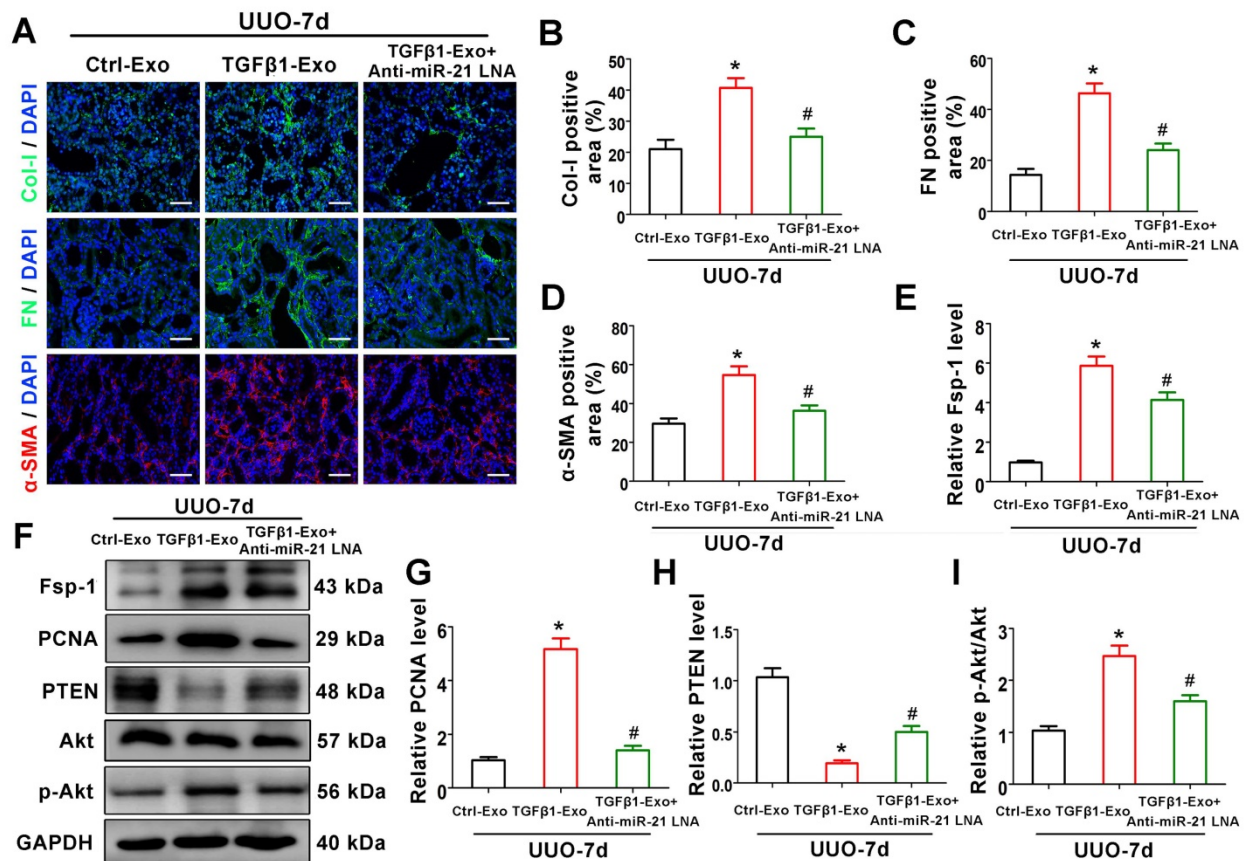 A
UUO-7d
Ctrl-Exo
TGFβ1-Exo
TGFβ1-Exo+
Anti-miR-21 LNA
Col-I / DAPI
FN / DAPI
α-SMA / DAPI
B
Col-I positive
area (%)
60
40
20
0
*
#
Ctrl-Exo
TGFβ1-Exo
TGFβ1-Exo+
Anti-miR-21 LNA
UUO-7d
C
FN positive
area (%)
60
40
20
0
*
#
Ctrl-Exo
TGFβ1-Exo
TGFβ1-Exo+
Anti-miR-21 LNA
UUO-7d
D
α-SMA positive
area (%)
80
60
40
20
0
*
#
Ctrl-Exo
TGFβ1-Exo
TGFβ1-Exo+
Anti-miR-21 LNA
UUO-7d
E
Relative Fsp-1 level
8
6
4
2
0
*
#
Ctrl-Exo
TGFβ1-Exo
TGFβ1-Exo+
Anti-miR-21 LNA
UUO-7d
F
UUO-7d
Ctrl-Exo
TGFβ1-Exo
TGFβ1-Exo+
Anti-miR-21 LNA
Fsp-1
43 kDa
PCNA
29 kDa
PTEN
48 kDa
Akt
57 kDa
p-Akt
56 kDa
GAPDH
40 kDa
G
Relative PCNA level
6
4
2
0
*
#
Ctrl-Exo
TGFβ1-Exo
TGFβ1-Exo+
Anti-miR-21 LNA
UUO-7d
H
Relative PTEN level
1.5
1.0
0.5
0.0
*
#
Ctrl-Exo
TGFβ1-Exo
TGFβ1-Exo+
Anti-miR-21 LNA
UUO-7d
I
Relative p-Akt/Akt
3
2
1
0
*
#
Ctrl-Exo
TGFβ1-Exo
TGFβ1-Exo+
Anti-miR-21 LNA
UUO-7d